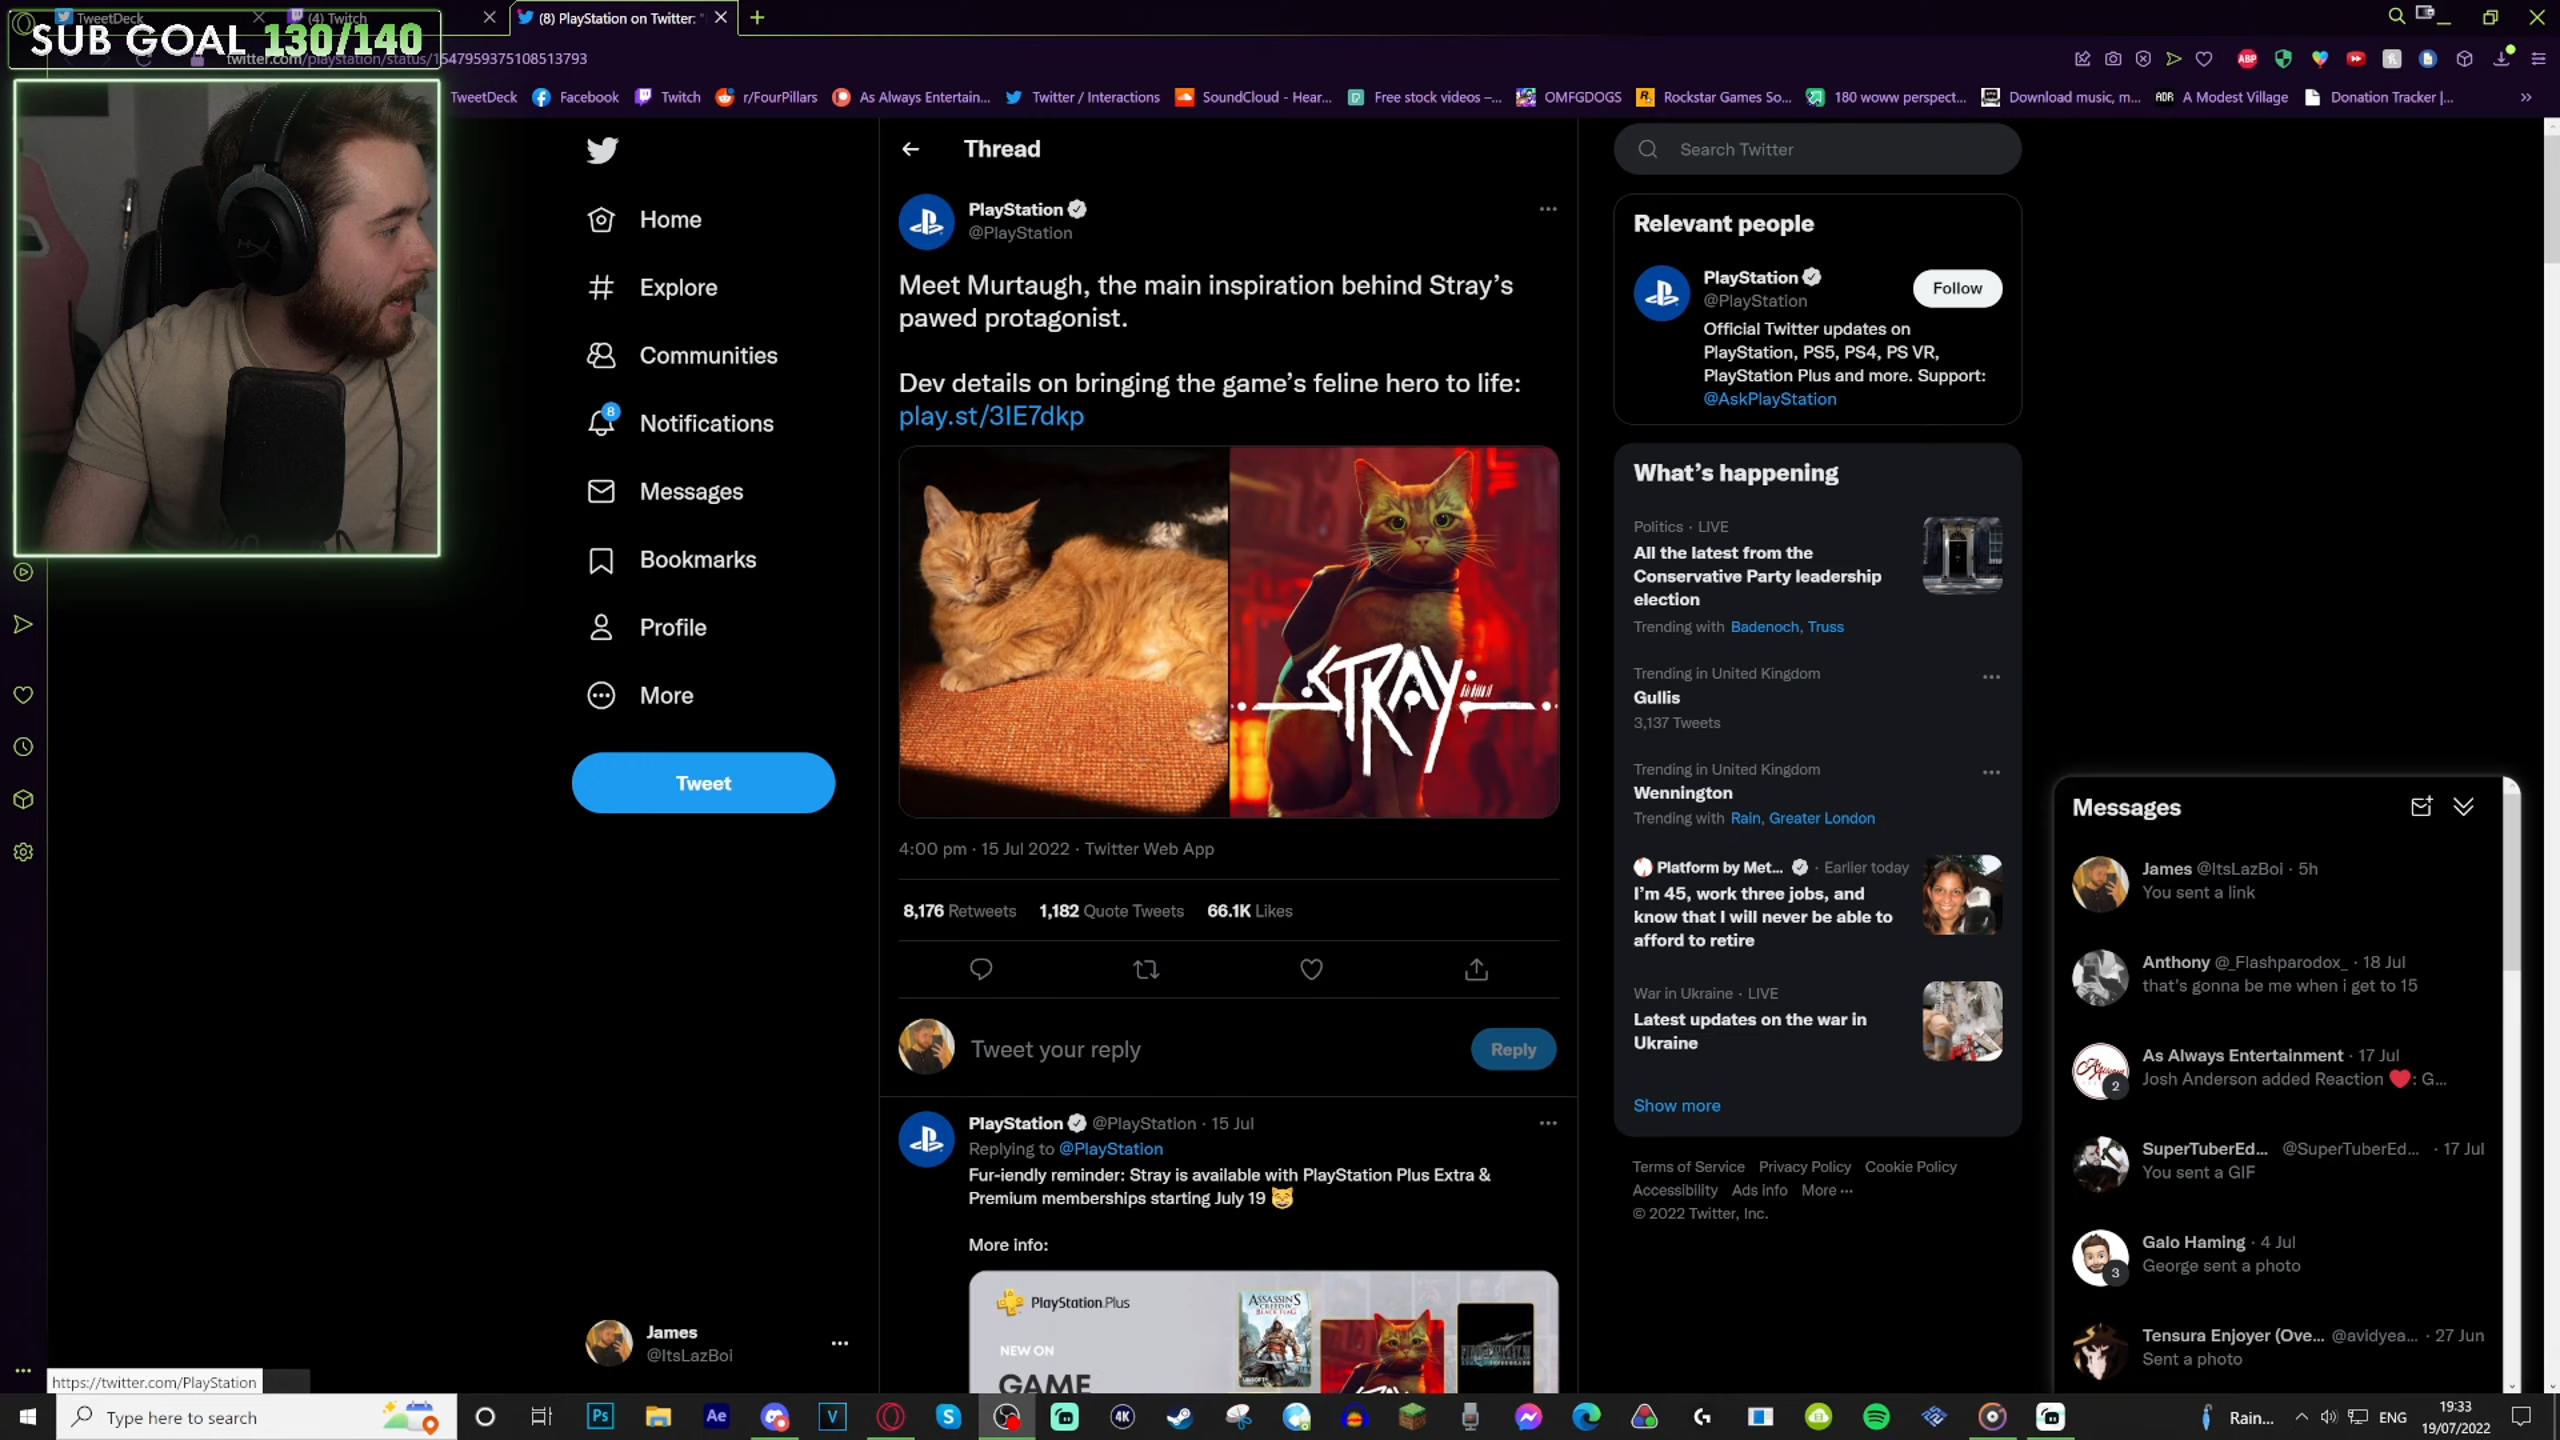 TweetDeck
(4) Twitch
(8) PlayStation on Twitter: "
SUB GOAL 130/140
twitter.com/playstation/status/1547959375108513793
TweetDeck
Facebook
Twitch
r/FourPillars
As Always Entertain...
Twitter / Interactions
SoundCloud - Hear...
Free stock videos –...
OMFGDOGS
Rockstar Games So...
180 woww perspect...
Download music, m...
A Modest Village
Donation Tracker |...
Home
Explore
Communities
8
Notifications
Messages
Bookmarks
Profile
More
Tweet
James
@ItsLazBoi
Thread
PlayStation
@PlayStation
Meet Murtaugh, the main inspiration behind Stray's
pawed protagonist.
Dev details on bringing the game's feline hero to life:
play.st/3IE7dkp
STRAY
4:00 pm · 15 Jul 2022 · Twitter Web App
8,176 Retweets 1,182 Quote Tweets 66.1K Likes
Tweet your reply
Reply
PlayStation @PlayStation · 15 Jul
Replying to @PlayStation
Fur-iendly reminder: Stray is available with PlayStation Plus Extra &
Premium memberships starting July 19 😸
More info:
PlayStation.Plus
NEW ON
GAME
ASSASSIN'S
CREED IV
BLACK FLAG
Search Twitter
Relevant people
PlayStation
@PlayStation
Follow
Official Twitter updates on
PlayStation, PS5, PS4, PS VR,
PlayStation Plus and more. Support:
@AskPlayStation
What's happening
Politics · LIVE
All the latest from the
Conservative Party leadership
election
Trending with Badenoch, Truss
Trending in United Kingdom
Gullis
3,137 Tweets
Trending in United Kingdom
Wennington
Trending with Rain, Greater London
Platform by Met... · Earlier today
I'm 45, work three jobs, and
know that I will never be able to
afford to retire
War in Ukraine · LIVE
Latest updates on the war in
Ukraine
Show more
Terms of Service Privacy Policy Cookie Policy
Accessibility Ads info More ···
© 2022 Twitter, Inc.
Messages
James @ItsLazBoi · 5h
You sent a link
Anthony @_Flashparodox_ · 18 Jul
that's gonna be me when i get to 15
As Always Entertainment · 17 Jul
2
Josh Anderson added Reaction ❤️: G...
SuperTuberEd... @SuperTuberEd... · 17 Jul
You sent a GIF
Galo Haming · 4 Jul
3
George sent a photo
Tensura Enjoyer (Ove... @avidyea... · 27 Jun
Sent a photo
https://twitter.com/PlayStation
Type here to search
Ps
Ae
V
4K
Rain...
ENG
19:33
19/07/2022
ABP
ADR